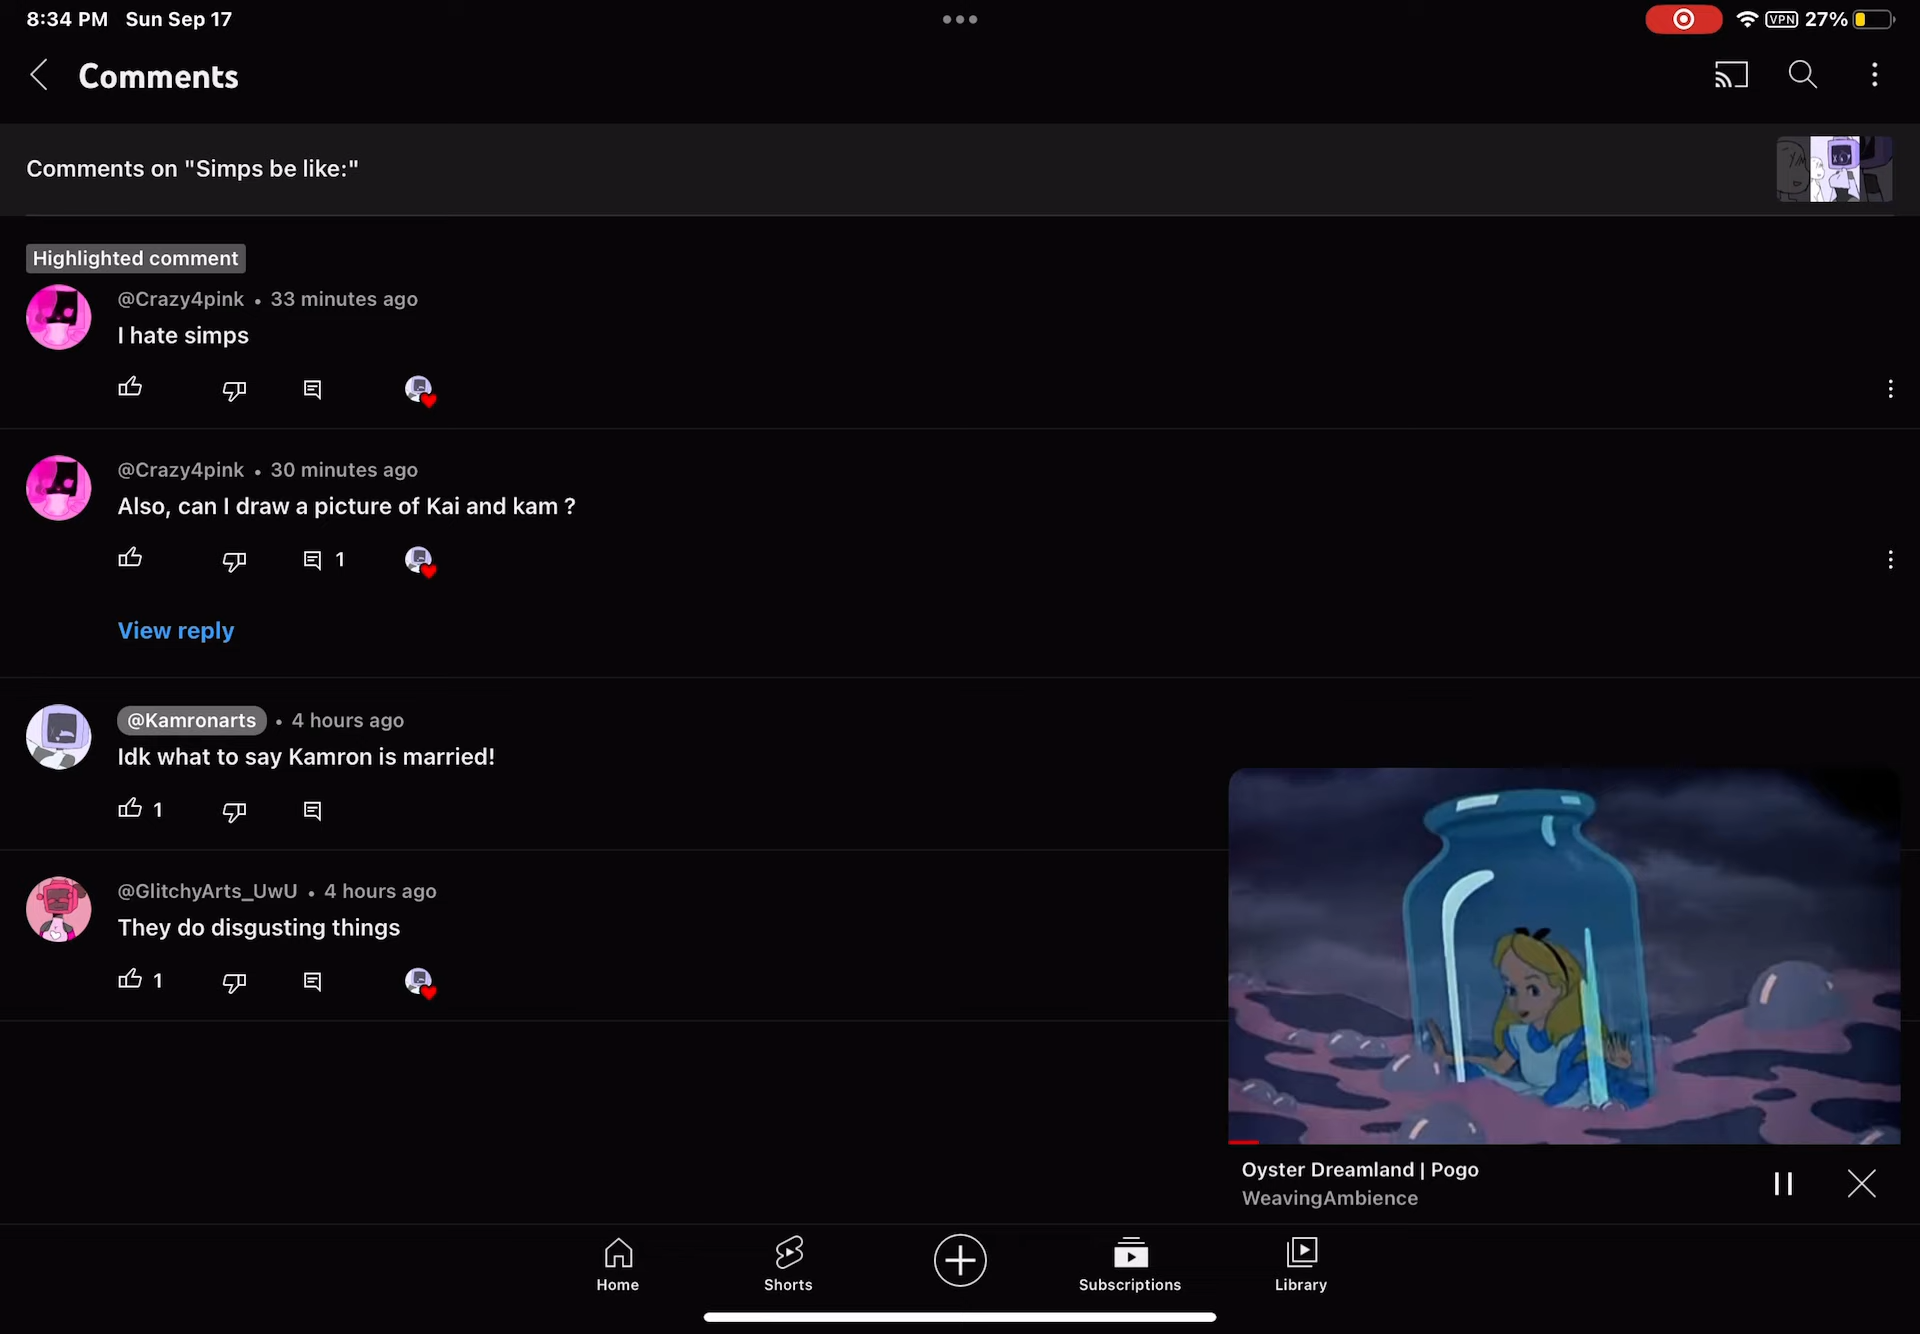 8:34 PM Sun Sep 17
VPN 27%
Comments
Comments on "Simps be like:"
Highlighted comment
@Crazy4pink • 33 minutes ago
I hate simps
@Crazy4pink • 30 minutes ago
Also, can I draw a picture of Kai and kam ?
1
View reply
@Kamronarts • 4 hours ago
Idk what to say Kamron is married!
1
@GlitchyArts_UwU • 4 hours ago
They do disgusting things
1
Oyster Dreamland | Pogo
WeavingAmbience
Home
Shorts
Subscriptions
Library